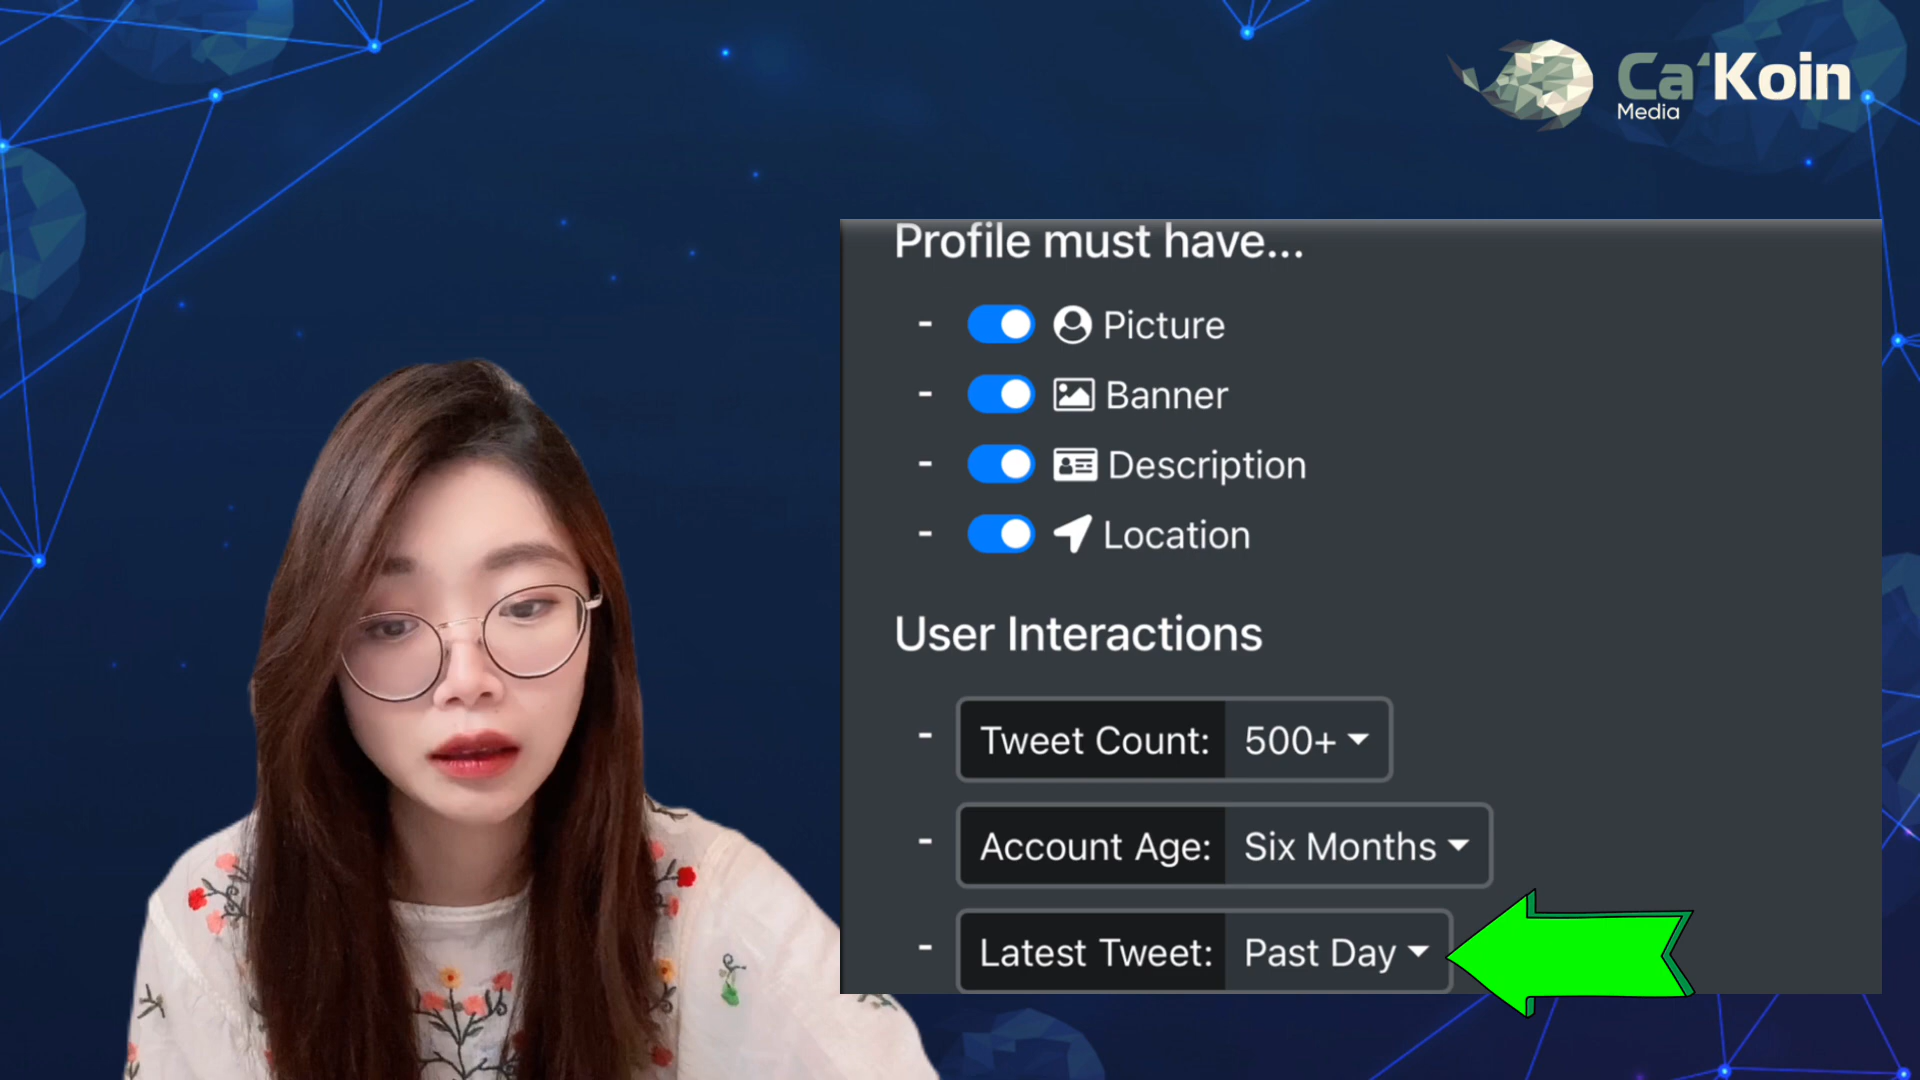 Ca'Koin
Media
Profile must have...
- Picture
- Banner
- Description
- Location
User Interactions
- Tweet Count: 500+
- Account Age: Six Months
- Latest Tweet: Past Day